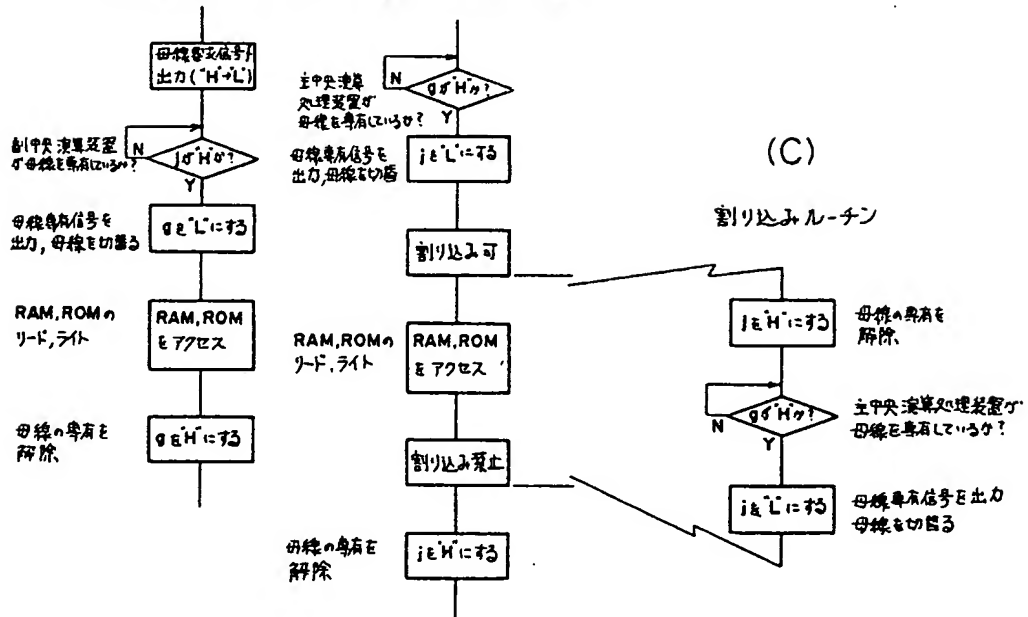 母線要求信号f
出力("H"→"L")
副中央演算装置
が母線を専有しているか?
N
jが"H"か?
Y
母線専有信号を
出力,母線を切替る
gを"L"にする
RAM,ROMの
リード,ライト
RAM,ROM
をアクセス
母線の専有を
解除
gを"H"にする
主中央演算
処理装置が
母線を専有しているか?
N
gが"H"か?
Y
母線専有信号を
出力,母線を切替
jを"L"にする
割り込み可
RAM,ROMの
リード,ライト
RAM,ROM
をアクセス
割り込み禁止
母線の専有を
解除
jを"H"にする
(C)
割り込みルーチン
jを"H"にする
母線の専有を
解除
gが"H"か?
N
Y
主中央演算処理装置が
母線を専有しているか?
jを"L"にする
母線専有信号を出力
母線を切替る